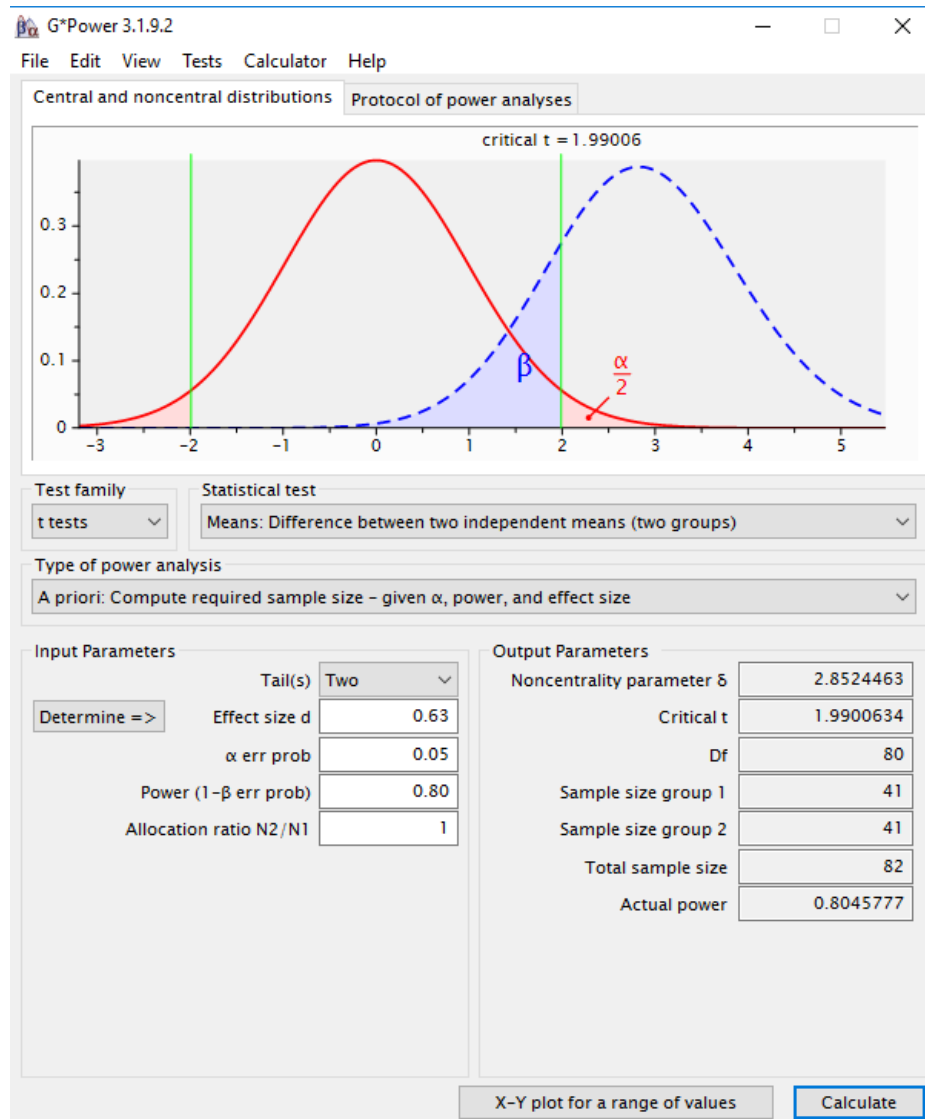 G*Power 3.1.9.2
File Edit View Tests Calculator Help
Central and noncentral distributions Protocol of power analyses
critical t = 1.99006
0.3
0.2
0.1
0
β
α
2
-3 -2 -1 0 1 2 3 4 5
Test family Statistical test
t tests Means: Difference between two independent means (two groups)
Type of power analysis
A priori: Compute required sample size – given α, power, and effect size
Input Parameters
Tail(s) Two
Determine => Effect size d 0.63
α err prob 0.05
Power (1-β err prob) 0.80
Allocation ratio N2/N1 1
Output Parameters
Noncentrality parameter δ 2.8524463
Critical t 1.9900634
Df 80
Sample size group 1 41
Sample size group 2 41
Total sample size 82
Actual power 0.8045777
X-Y plot for a range of values Calculate